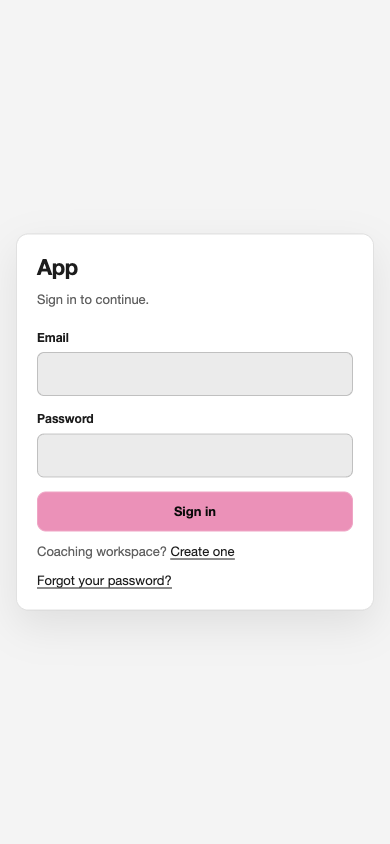 App
Sign in to continue.
Email
Password
Sign in
Coaching workspace? Create one
Forgot your password?